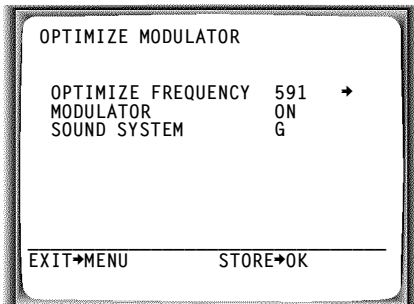 OPTIMIZE MODULATOR
OPTIMIZE FREQUENCY 591 ➔
MODULATOR ON
SOUND SYSTEM G
EXIT➔MENU STORE➔OK